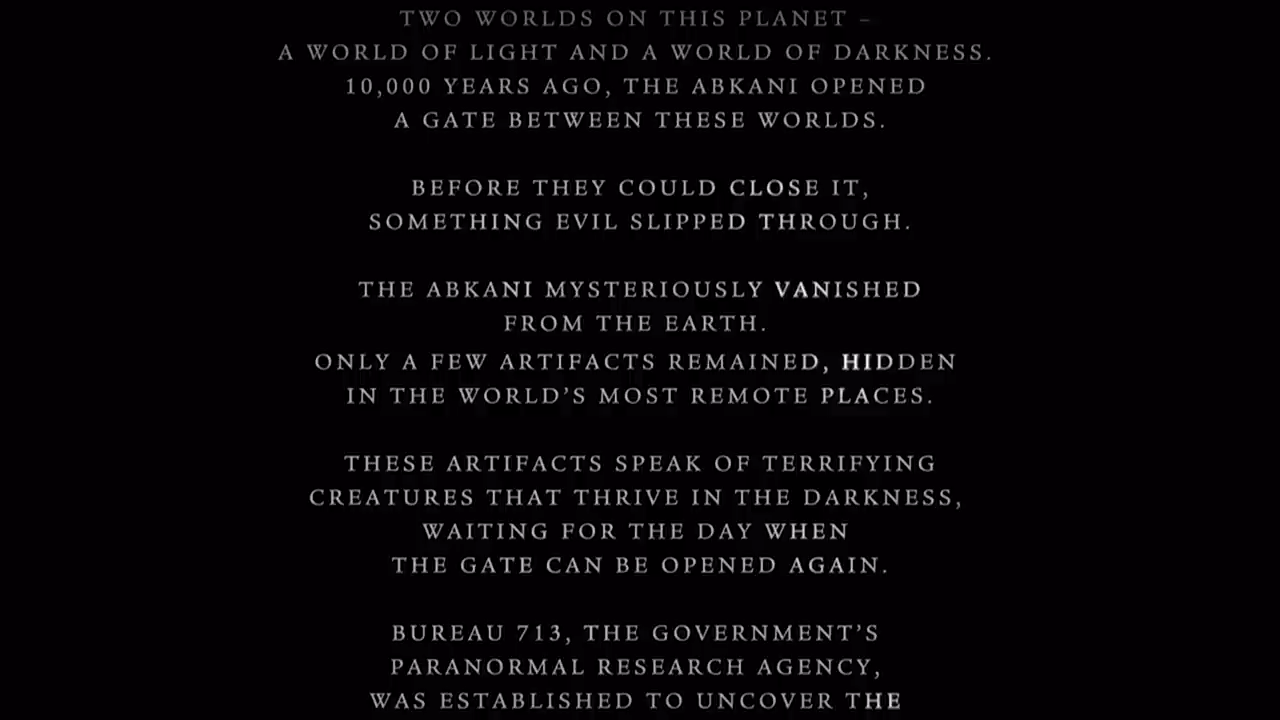 TWO WORLDS ON THIS PLANET –
A WORLD OF LIGHT AND A WORLD OF DARKNESS.
10,000 YEARS AGO, THE ABKANI OPENED
A GATE BETWEEN THESE WORLDS.
BEFORE THEY COULD CLOSE IT,
SOMETHING EVIL SLIPPED THROUGH.
THE ABKANI MYSTERIOUSLY VANISHED
FROM THE EARTH.
ONLY A FEW ARTIFACTS REMAINED, HIDDEN
IN THE WORLD’S MOST REMOTE PLACES.
THESE ARTIFACTS SPEAK OF TERRIFYING
CREATURES THAT THRIVE IN THE DARKNESS,
WAITING FOR THE DAY WHEN
THE GATE CAN BE OPENED AGAIN.
BUREAU 713, THE GOVERNMENT’S
PARANORMAL RESEARCH AGENCY,
WAS ESTABLISHED TO UNCOVER THE